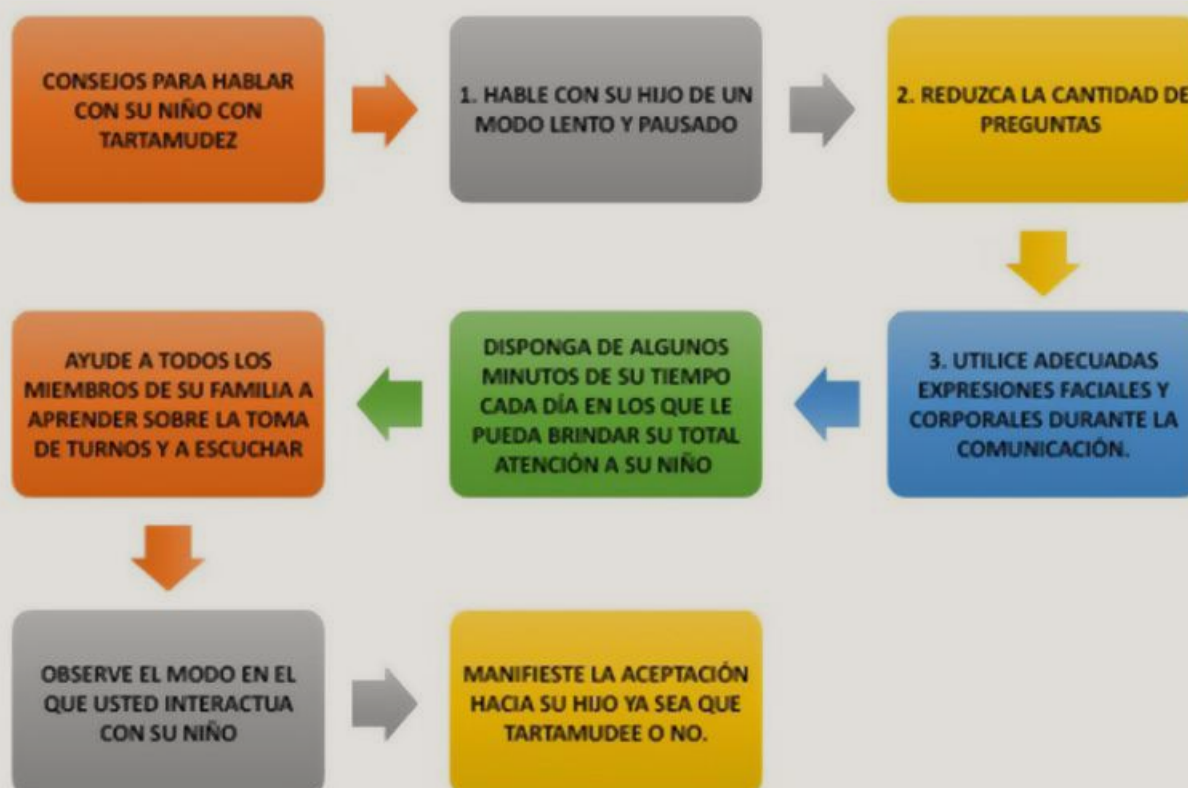 CONSEJOS PARA HABLAR
CON SU NIÑO CON
TARTAMUDEZ
1. HABLE CON SU HIJO DE UN
MODO LENTO Y PAUSADO
2. REDUZCA LA CANTIDAD DE
PREGUNTAS
3. UTILICE ADECUADAS
EXPRESIONES FACIALES Y
CORPORALES DURANTE LA
COMUNICACIÓN.
DISPONGA DE ALGUNOS
MINUTOS DE SU TIEMPO
CADA DÍA EN LOS QUE LE
PUEDA BRINDAR SU TOTAL
ATENCIÓN A SU NIÑO
AYUDE A TODOS LOS
MIEMBROS DE SU FAMILIA A
APRENDER SOBRE LA TOMA
DE TURNOS Y A ESCUCHAR
OBSERVE EL MODO EN EL
QUE USTED INTERACTUA
CON SU NIÑO
MANIFIESTE LA ACEPTACIÓN
HACIA SU HIJO YA SEA QUE
TARTAMUDEE O NO.